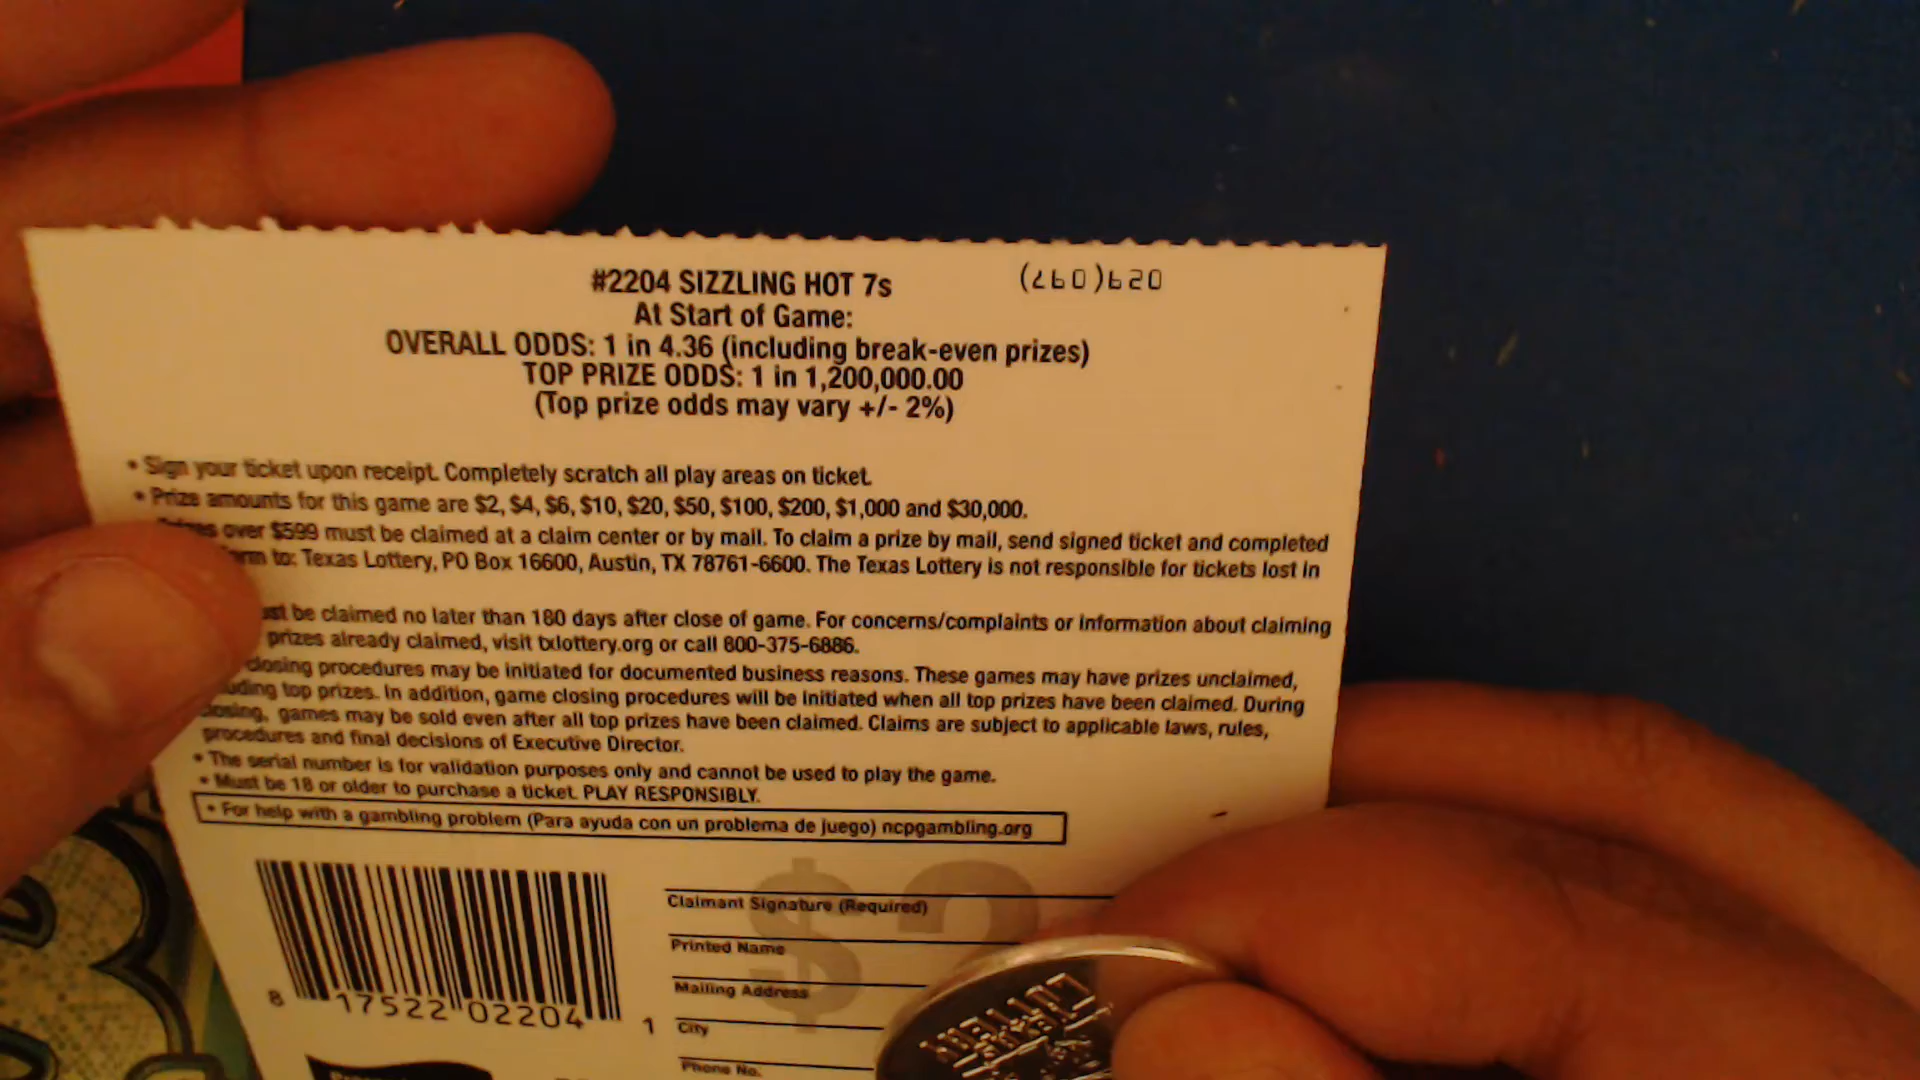 #2204 SIZZLING HOT 7s
(097)029
At Start of Game:
OVERALL ODDS: 1 in 4.36 (including break-even prizes)
TOP PRIZE ODDS: 1 in 1,200,000.00
(Top prize odds may vary +/- 2%)
• Sign your ticket upon receipt. Completely scratch all play areas on ticket.
• Prize amounts for this game are $2, $4, $6, $10, $20, $50, $100, $200, $1,000 and $30,000.
over $599 must be claimed at a claim center or by mail. To claim a prize by mail, send signed ticket and completed
to: Texas Lottery, PO Box 16600, Austin, TX 78761-6600. The Texas Lottery is not responsible for tickets lost in
be claimed no later than 180 days after close of game. For concerns/complaints or information about claiming
prizes already claimed, visit txlottery.org or call 800-375-6886.
closing procedures may be initiated for documented business reasons. These games may have prizes unclaimed,
top prizes. In addition, game closing procedures will be initiated when all top prizes have been claimed. During
closing, games may be sold even after all top prizes have been claimed. Claims are subject to applicable laws, rules,
procedures and final decisions of Executive Director.
• The serial number is for validation purposes only and cannot be used to play the game.
• Must be 18 or older to purchase a ticket. PLAY RESPONSIBLY.
• For help with a gambling problem (Para ayuda con un problema de juego) ncpgambling.org
$2
Claimant Signature (Required)
Printed Name
Mailing Address
City
Phone No.
8 17522 02204 1